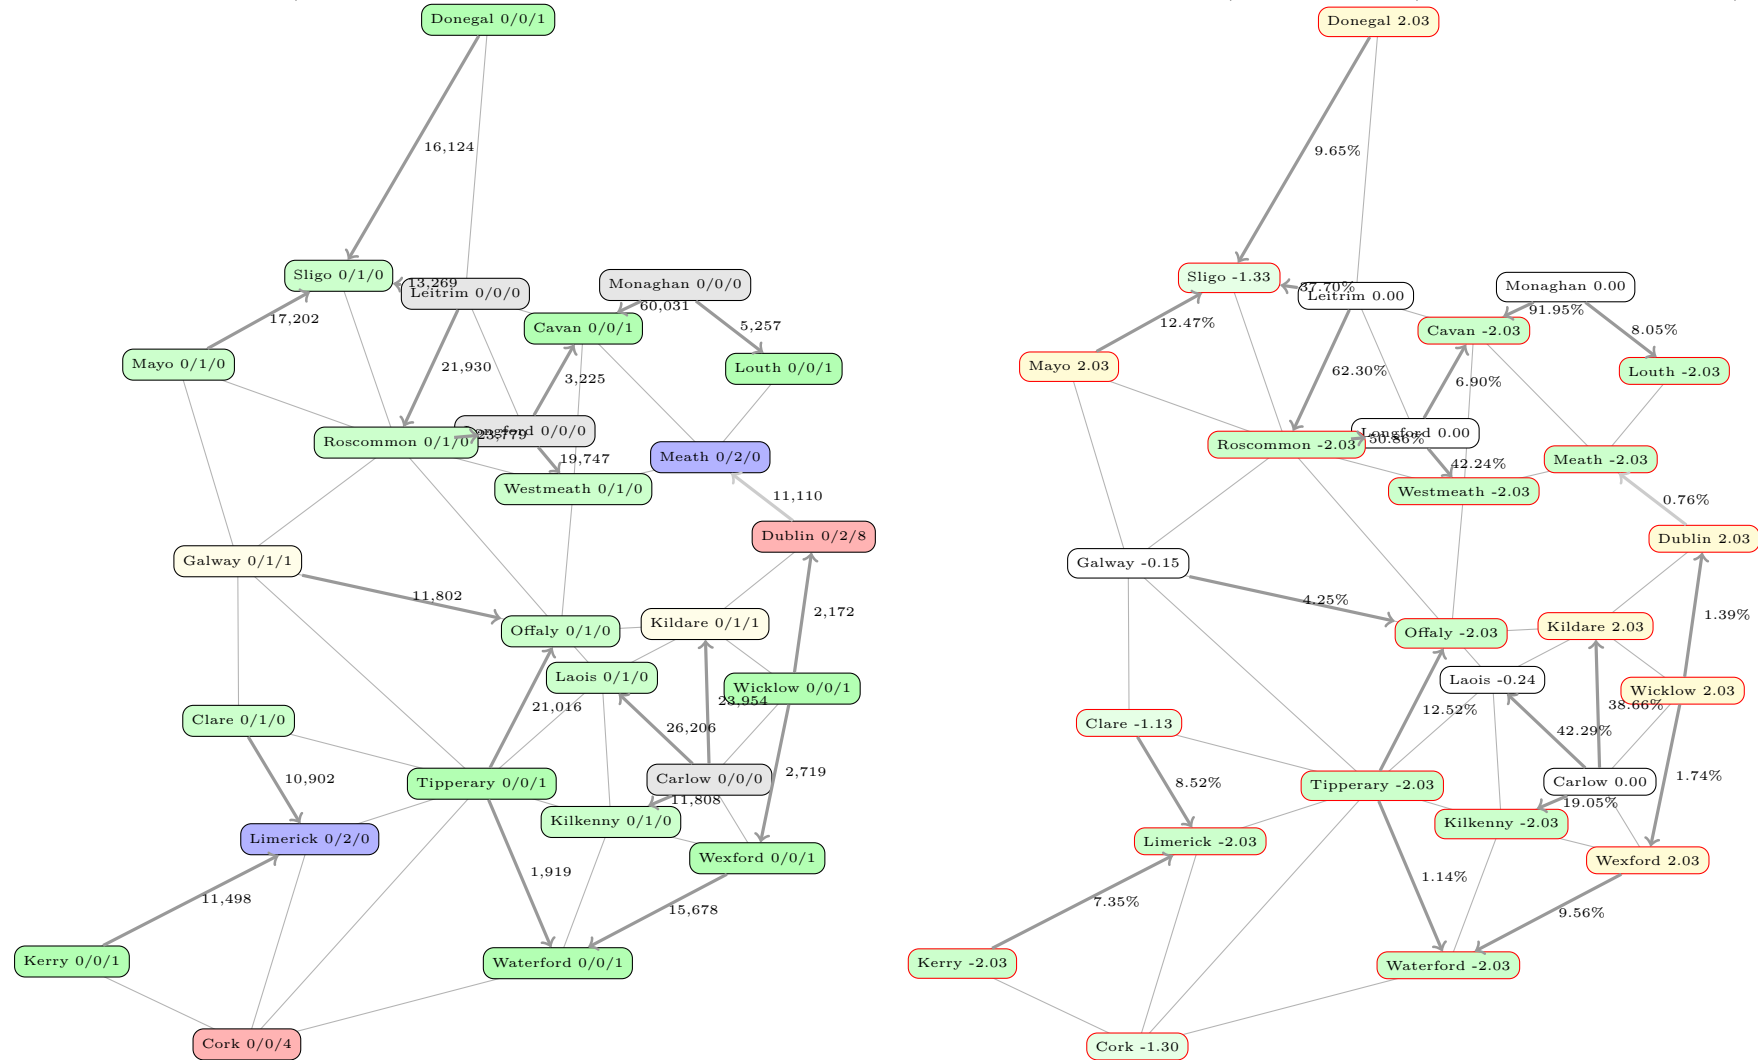 Donegal 0/0/1
16,124
Sligo 0/1/0
13,269
Leitrim 0/0/0
Monaghan 0/0/0
60,031
17,202
Cavan 0/0/1
5,257
Mayo 0/1/0
21,930
Louth 0/0/1
3,225
Roscommon 0/1/0
Longford 0/0/0
23,779
19,747
Meath 0/2/0
Westmeath 0/1/0
11,110
Dublin 0/2/8
Galway 0/1/1
11,802
2,172
Offaly 0/1/0
Kildare 0/1/1
Laois 0/1/0
Wicklow 0/0/1
23,954
21,016
Clare 0/1/0
26,206
10,902
Tipperary 0/0/1
Carlow 0/0/0
2,719
11,808
Limerick 0/2/0
Kilkenny 0/1/0
Wexford 0/0/1
1,919
11,498
15,678
Kerry 0/0/1
Waterford 0/0/1
Cork 0/0/4
Donegal 2.03
9.65%
Sligo -1.33
37.70%
Leitrim 0.00
Monaghan 0.00
91.95%
12.47%
Cavan -2.03
8.05%
Mayo 2.03
62.30%
Louth -2.03
6.90%
Roscommon -2.03
Longford 0.00
50.86%
42.24%
Meath -2.03
Westmeath -2.03
0.76%
Dublin 2.03
Galway -0.15
4.25%
1.39%
Offaly -2.03
Kildare 2.03
Laois -0.24
Wicklow 2.03
38.66%
12.52%
Clare -1.13
42.29%
8.52%
Tipperary -2.03
Carlow 0.00
1.74%
19.05%
Limerick -2.03
Kilkenny -2.03
Wexford 2.03
1.14%
7.35%
9.56%
Kerry -2.03
Waterford -2.03
Cork -1.30